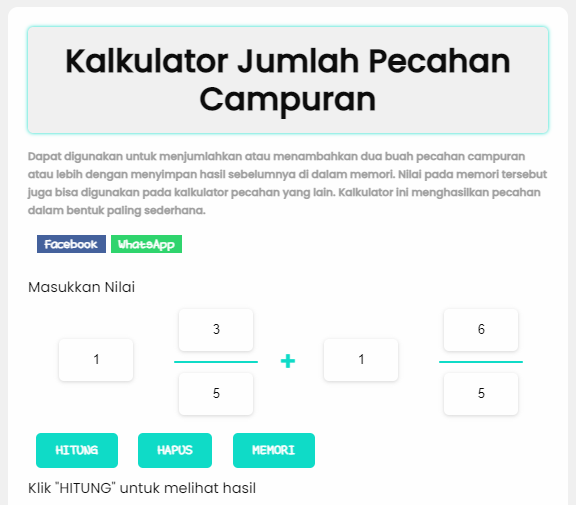 Kalkulator Jumlah Pecahan
Campuran
Dapat digunakan untuk menjumlahkan atau menambahkan dua buah pecahan campuran
atau lebih dengan menyimpan hasil sebelumnya di dalam memori. Nilai pada memori tersebut
juga bisa digunakan pada kalkulator pecahan yang lain. Kalkulator ini menghasilkan pecahan
dalam bentuk paling sederhana.
Facebook WhatsApp
Masukkan Nilai
3 6
1 + 1
5 5
HITUNG HAPUS MEMORI
Klik "HITUNG" untuk melihat hasil